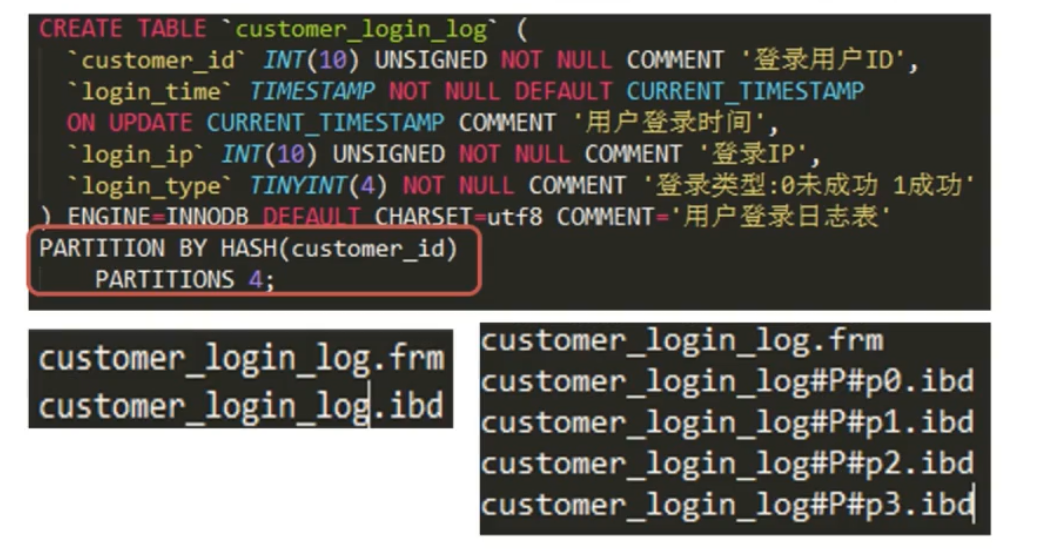 CREATE TABLE `customer_login_log` (
`customer_id` INT(10) UNSIGNED NOT NULL COMMENT '登录用户ID',
`login_time` TIMESTAMP NOT NULL DEFAULT CURRENT_TIMESTAMP
ON UPDATE CURRENT_TIMESTAMP COMMENT '用户登录时间',
`login_ip` INT(10) UNSIGNED NOT NULL COMMENT '登录IP',
`login_type` TINYINT(4) NOT NULL COMMENT '登录类型:0未成功 1成功'
) ENGINE=INNODB DEFAULT CHARSET=utf8 COMMENT='用户登录日志表'
PARTITION BY HASH(customer_id)
PARTITIONS 4;
customer_login_log.frm
customer_login_log.ibd
customer_login_log.frm
customer_login_log#P#p0.ibd
customer_login_log#P#p1.ibd
customer_login_log#P#p2.ibd
customer_login_log#P#p3.ibd